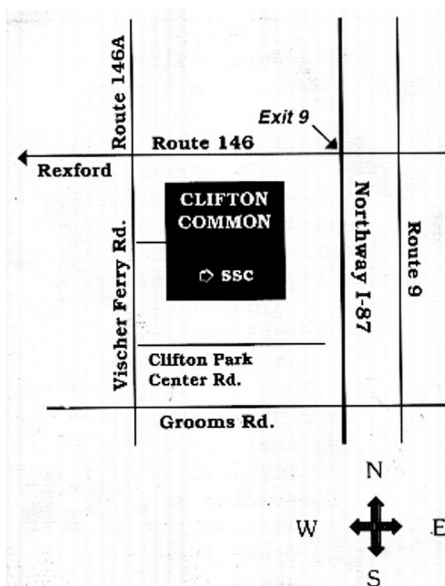 Route 146A
Exit 9
Route 146
Rexford
CLIFTON
COMMON
SSC
Vischer Ferry Rd.
Northway I-87
Route 9
Clifton Park
Center Rd.
Grooms Rd.
N
W
E
S